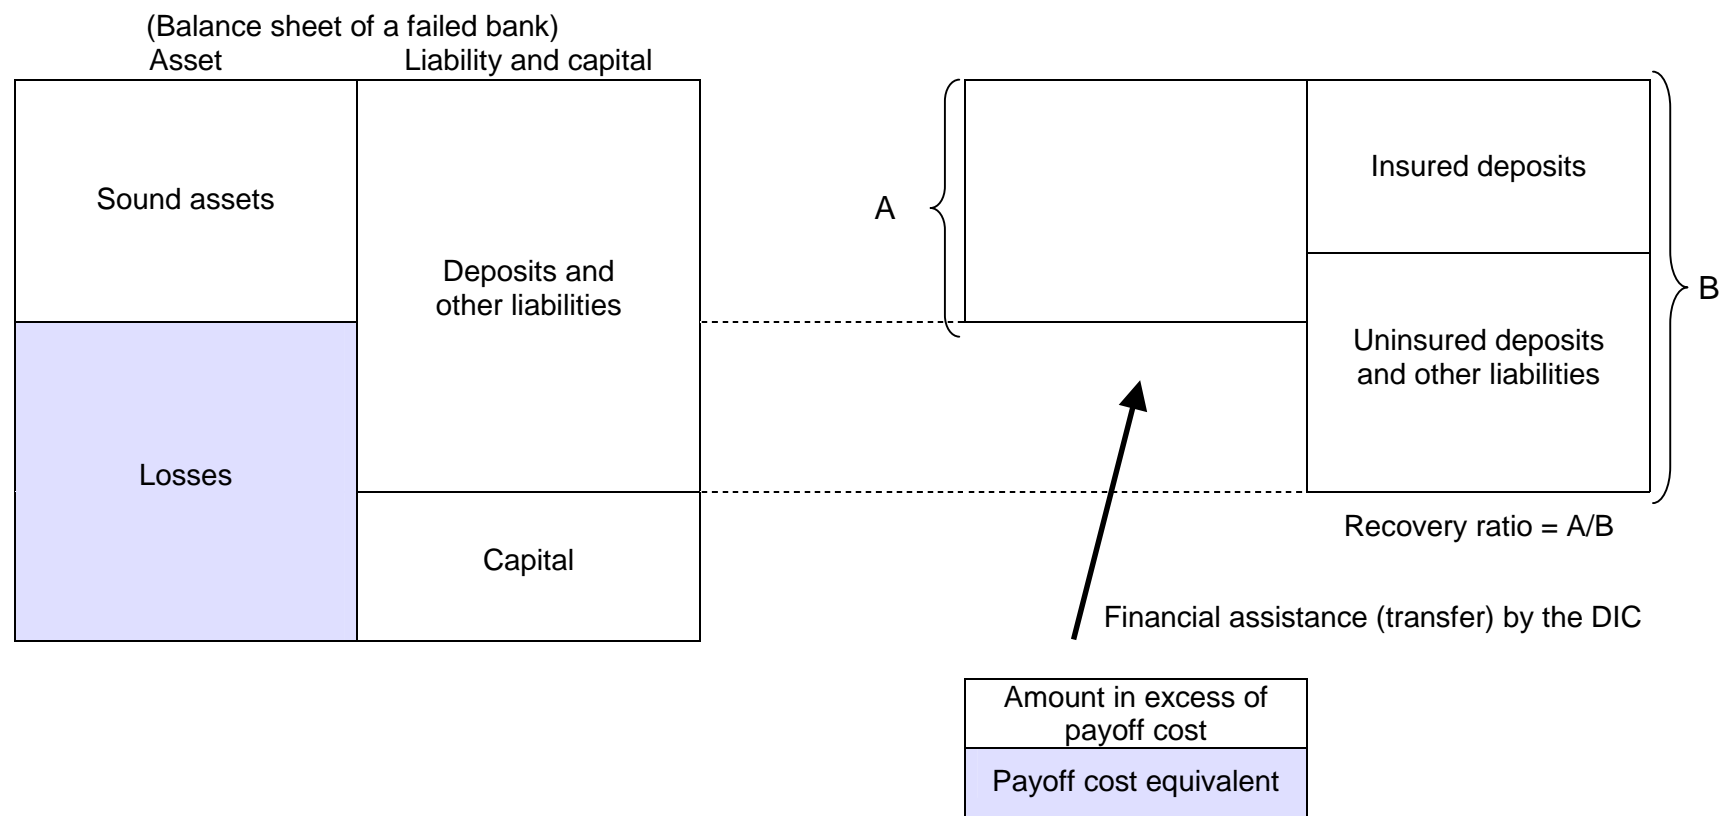 (Balance sheet of a failed bank)
Asset
Liability and capital
Sound assets
Deposits and
other liabilities
Losses
Capital
A
Insured deposits
B
Uninsured deposits
and other liabilities
Recovery ratio = A/B
Financial assistance (transfer) by the DIC
Amount in excess of
payoff cost
Payoff cost equivalent